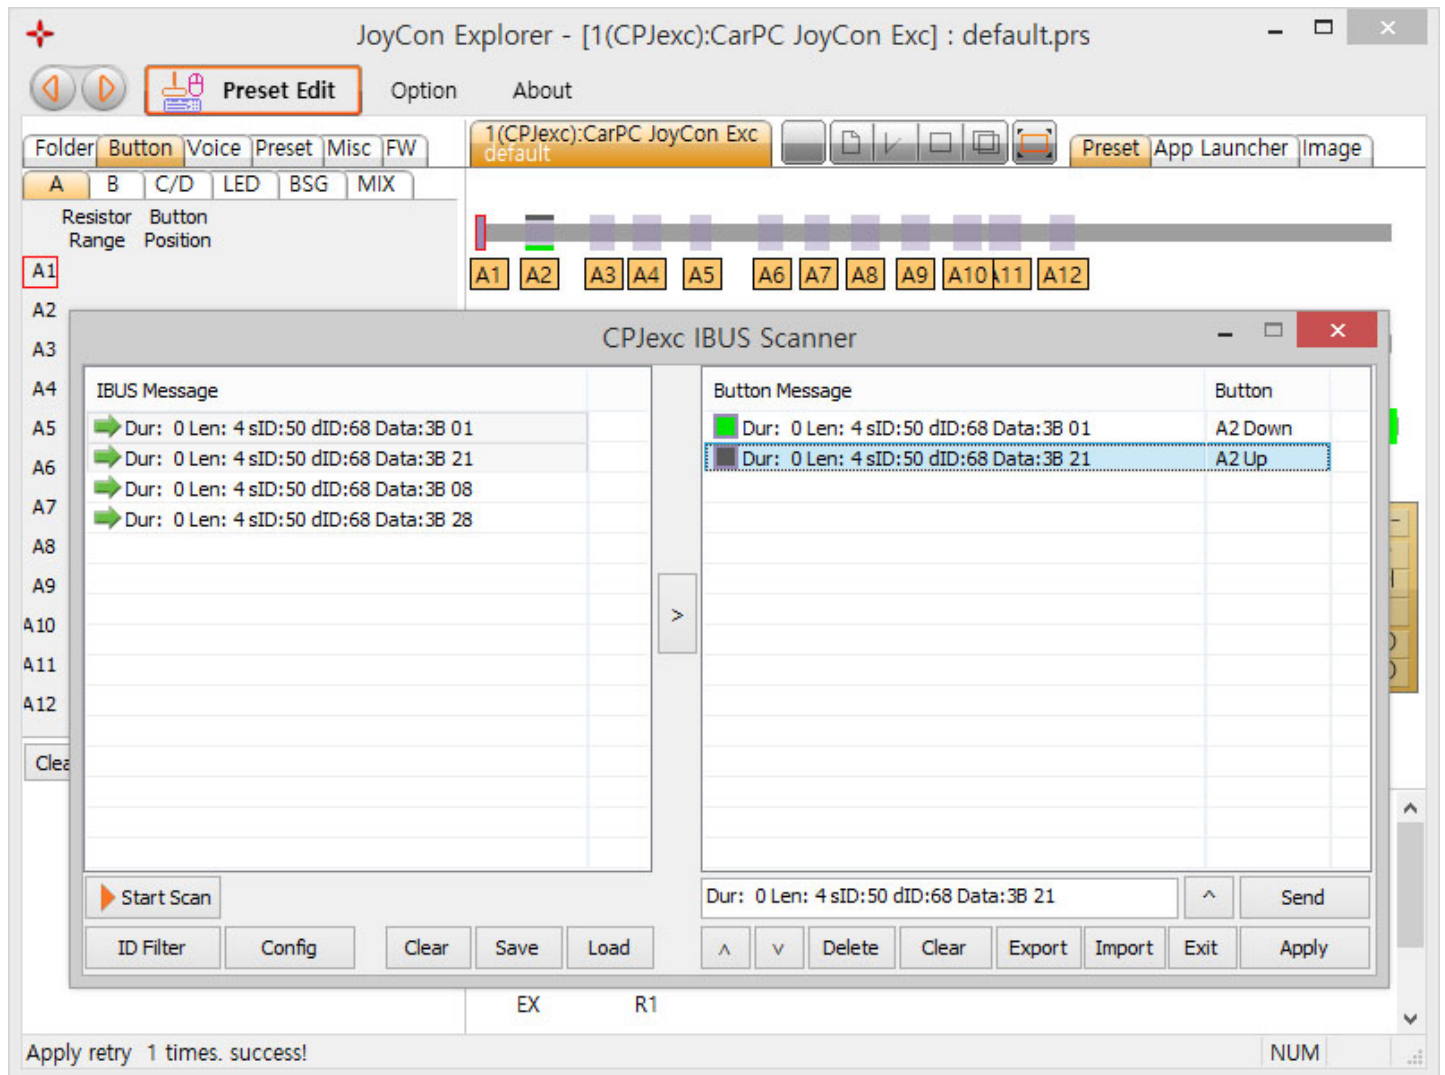 JoyCon Explorer - [1(CPJexc):CarPC JoyCon Exc] : default.prs
Preset Edit Option About
Folder Button Voice Preset Misc FW
1(CPJexc):CarPC JoyCon Exc
default
Preset App Launcher Image
A B C/D LED BSG MIX
Resistor Button
Range Position
A1
A2
A3
A4
A5
A6
A7
A8
A9
A10
A11
A12
A1 A2 A3 A4 A5 A6 A7 A8 A9 A10 A11 A12
CPJexc IBUS Scanner
IBUS Message
Dur: 0 Len: 4 sID:50 dID:68 Data:3B 01
Dur: 0 Len: 4 sID:50 dID:68 Data:3B 21
Dur: 0 Len: 4 sID:50 dID:68 Data:3B 08
Dur: 0 Len: 4 sID:50 dID:68 Data:3B 28
>
Button Message Button
Dur: 0 Len: 4 sID:50 dID:68 Data:3B 01 A2 Down
Dur: 0 Len: 4 sID:50 dID:68 Data:3B 21 A2 Up
Start Scan
Dur: 0 Len: 4 sID:50 dID:68 Data:3B 21 ^ Send
ID Filter Config Clear Save Load
∧ ∨ Delete Clear Export Import Exit Apply
EX R1
Apply retry 1 times. success!
NUM